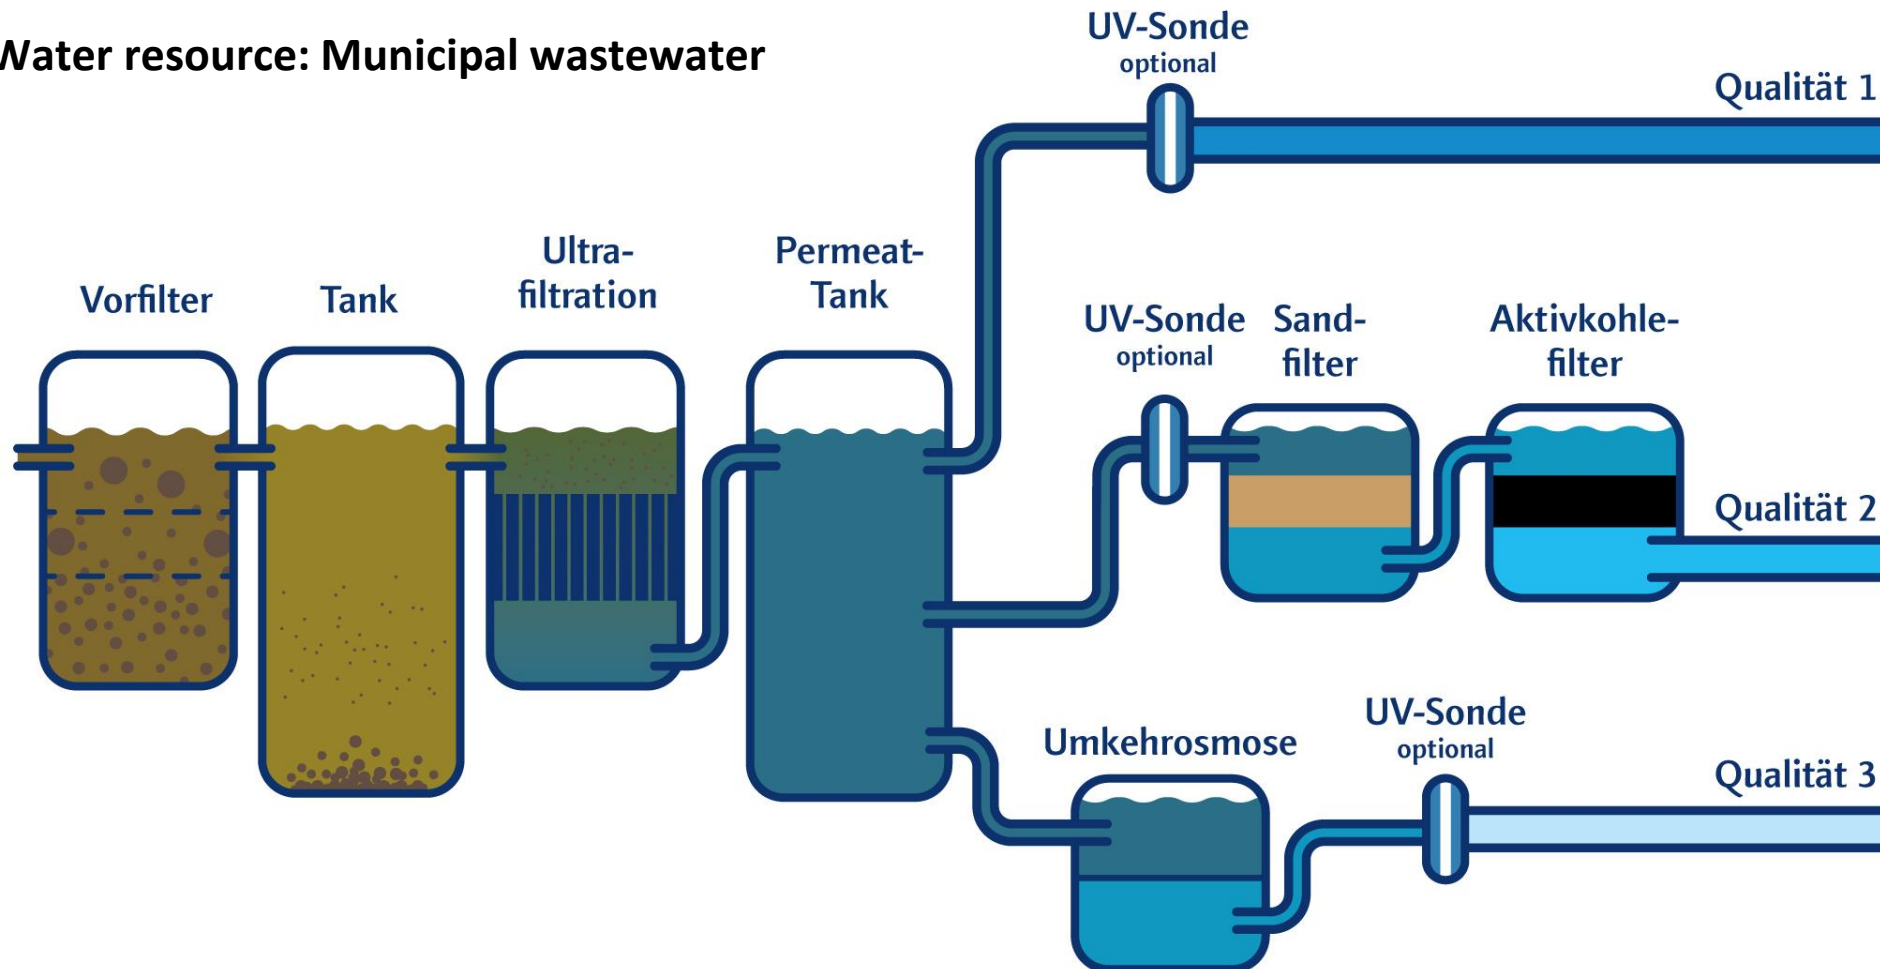 Water resource: Municipal wastewater
UV-Sonde
optional
Qualität 1
Vorfilter
Tank
Ultra-
filtration
Permeat-
Tank
UV-Sonde
optional
Sand-
filter
Aktivkohle-
filter
Qualität 2
Umkehrosmose
UV-Sonde
optional
Qualität 3